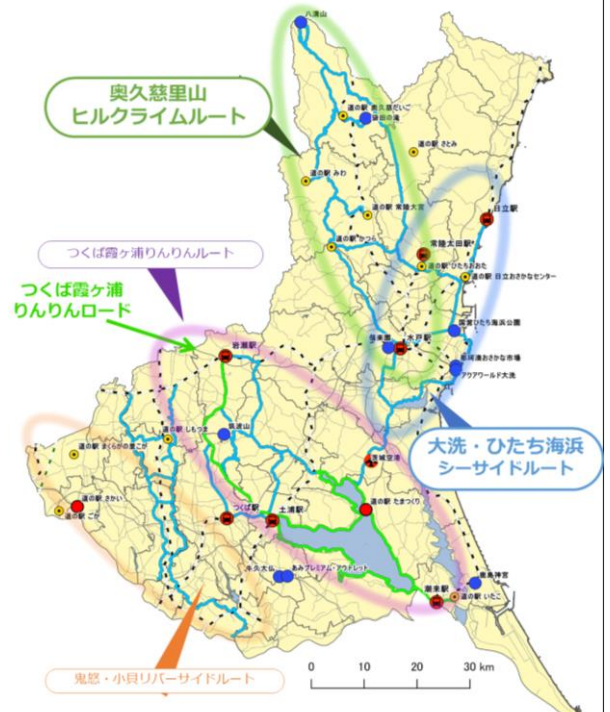 八溝山
奥久慈里山
ヒルクライムルート
道の駅 奥久慈だいご
袋田の滝
道の駅 さとみ
道の駅 みわ
道の駅 常陸大宮
日立駅
道の駅 かつら
常陸太田駅
道の駅 ひたちおおた
道の駅 日立おさかなセンター
つくば霞ヶ浦りんりんルート
つくば霞ヶ浦
りんりんロード
国営ひたち海浜公園
偕楽園
水戸駅
岩瀬駅
那珂湊おさかな市場
アクアワールド大洗
筑波山
道の駅 しもつま
道の駅 まくらがの里こが
大洗・ひたち海浜
シーサイドルート
茨城空港
道の駅 さかい
道の駅 ごか
つくば駅
土浦駅
道の駅 たまつくり
牛久大仏
あみプレミアム・アウトレット
鹿島神宮
潮来駅
道の駅 いたこ
鬼怒・小貝リバーサイドルート
0 10 20 30 km